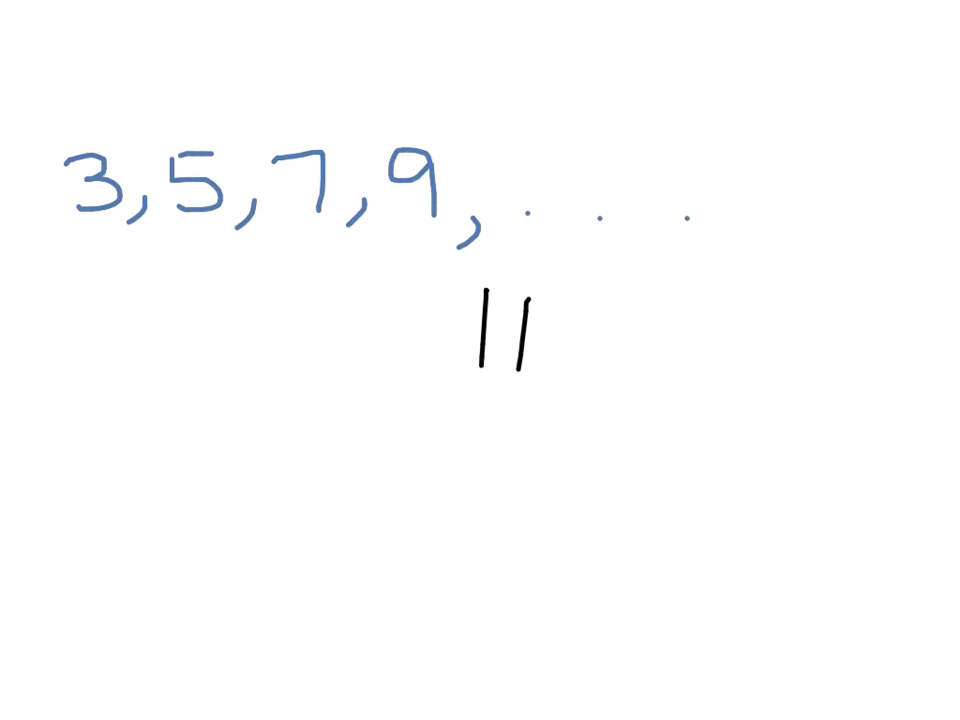 3, 5, 7, 9, . . .
11